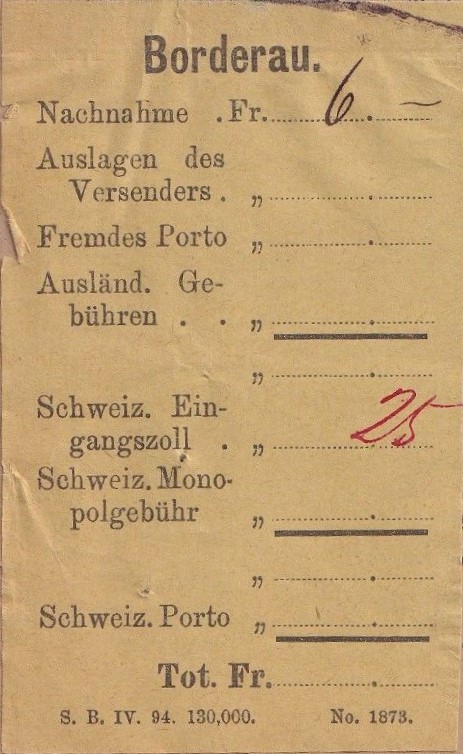 Borderau.
Nachnahme . Fr. 6. —
Auslagen des
Versenders . „ .
Fremdes Porto „ .
Ausländ. Ge-
bühren . . „ .
„ .
Schweiz. Ein-
gangszoll . „ . 25
Schweiz. Mono-
polgebühr „ .
„ .
Schweiz. Porto „ .
Tot. Fr. .
S. B. IV. 94. 130,000. No. 1873.